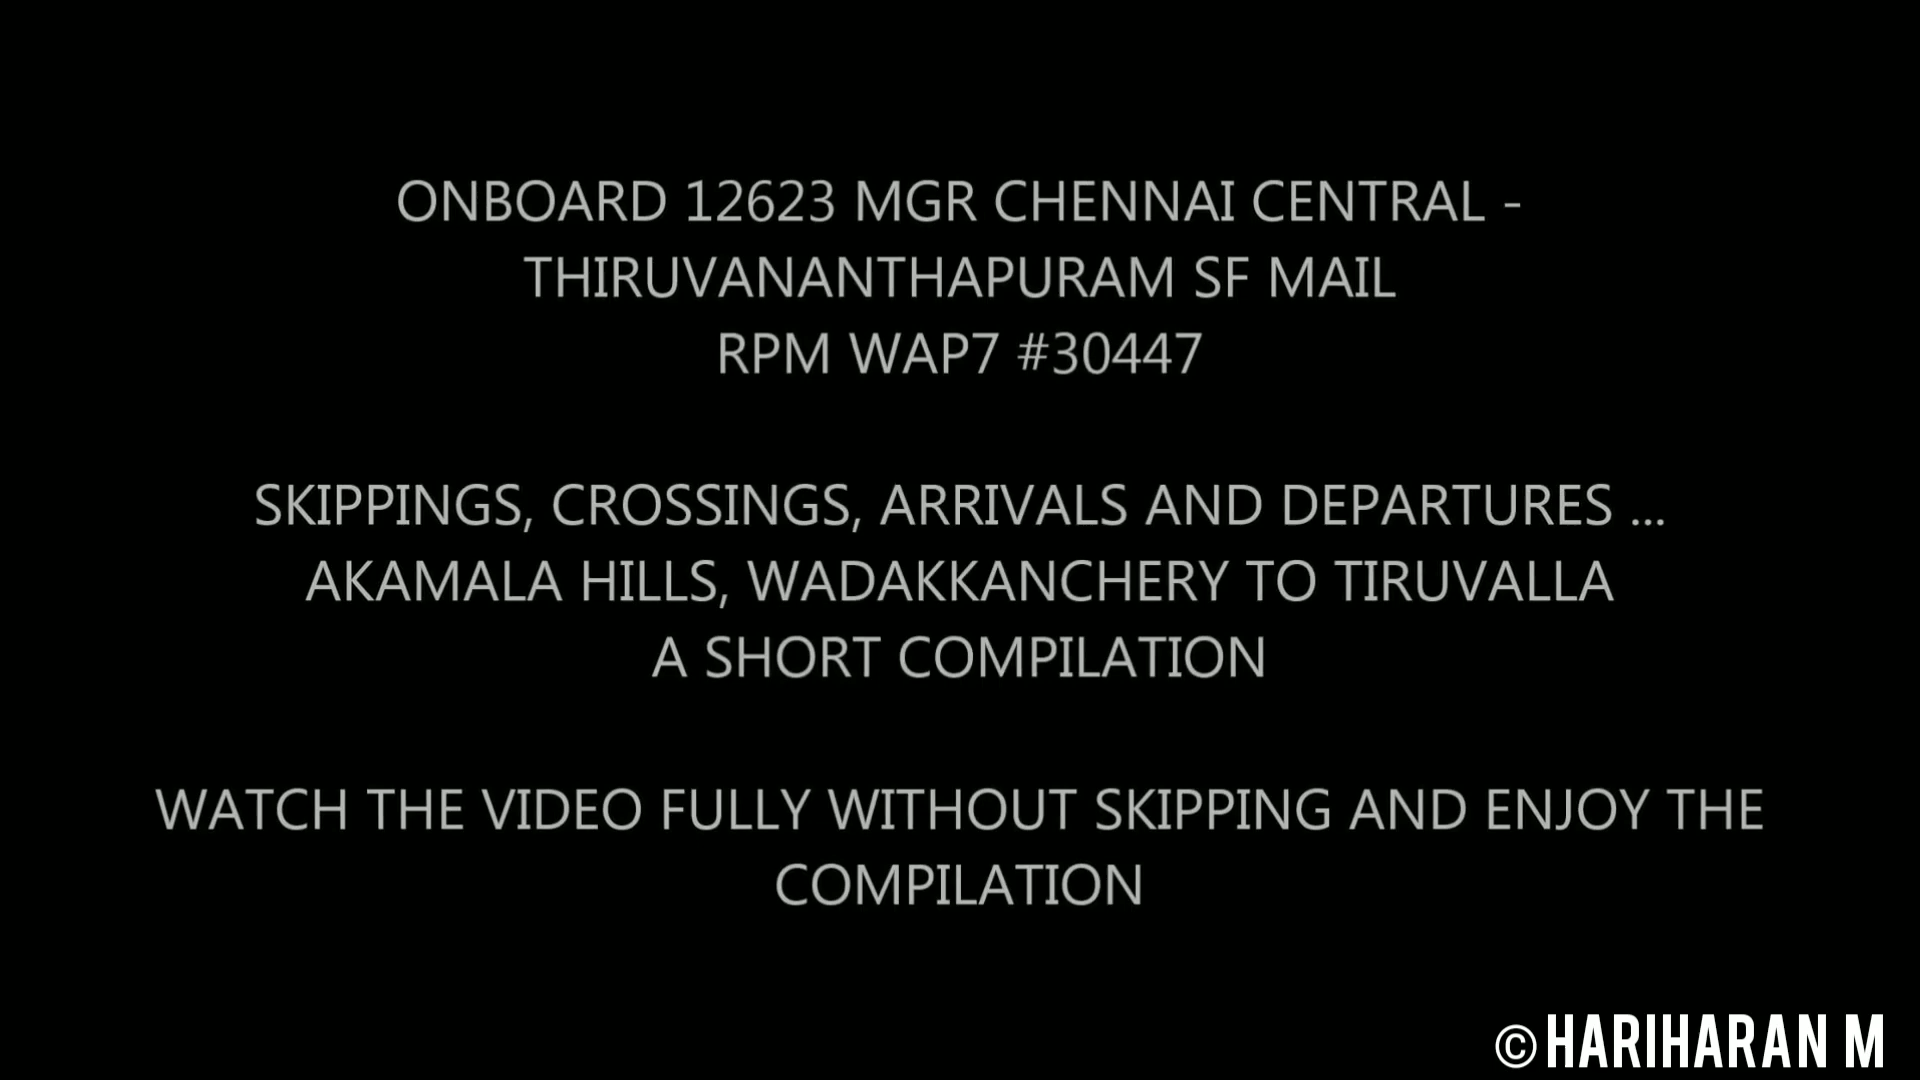 ONBOARD 12623 MGR CHENNAI CENTRAL -
THIRUVANANTHAPURAM SF MAIL
RPM WAP7 #30447
SKIPPINGS, CROSSINGS, ARRIVALS AND DEPARTURES ...
AKAMALA HILLS, WADAKKANCHERY TO TIRUVALLA
A SHORT COMPILATION
WATCH THE VIDEO FULLY WITHOUT SKIPPING AND ENJOY THE
COMPILATION
© HARIHARAN M